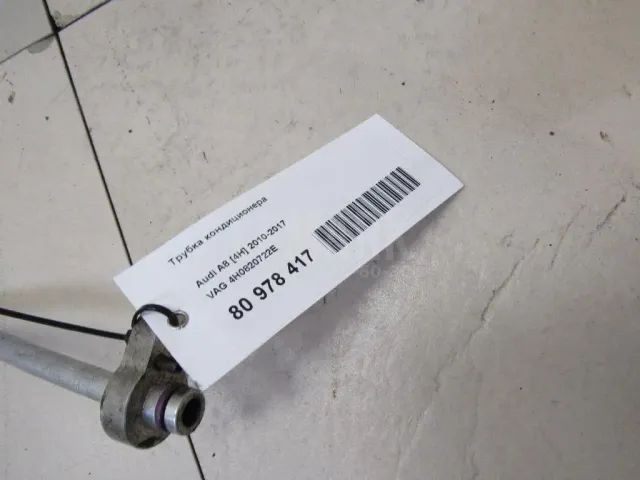 Трубка кондиционера
Audi A8 [4H] 2010-2017
VAG 4H0820722E
80 978 417